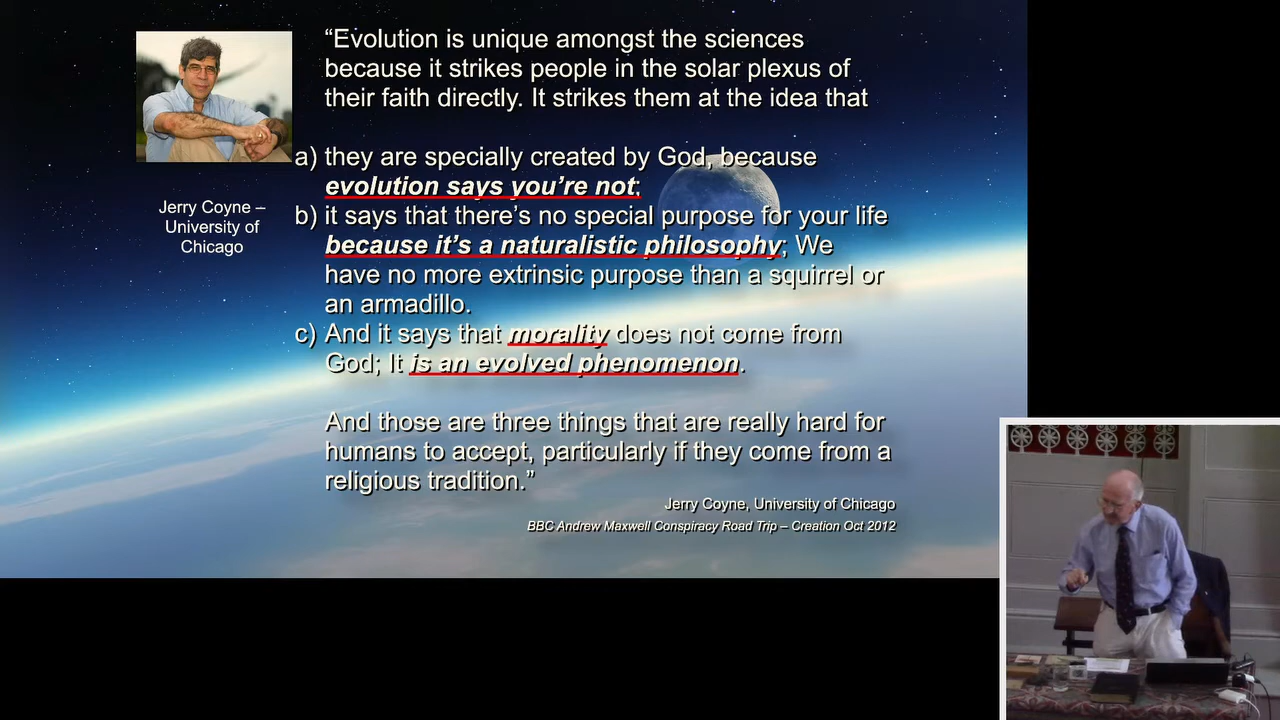 “Evolution is unique amongst the sciences
because it strikes people in the solar plexus of
their faith directly. It strikes them at the idea that
a) they are specially created by God, because
evolution says you’re not;
b) it says that there’s no special purpose for your life
because it’s a naturalistic philosophy; We
have no more extrinsic purpose than a squirrel or
an armadillo.
c) And it says that morality does not come from
God; It is an evolved phenomenon.
And those are three things that are really hard for
humans to accept, particularly if they come from a
religious tradition.”
Jerry Coyne, University of Chicago
BBC Andrew Maxwell Conspiracy Road Trip – Creation Oct 2012
Jerry Coyne –
University of
Chicago